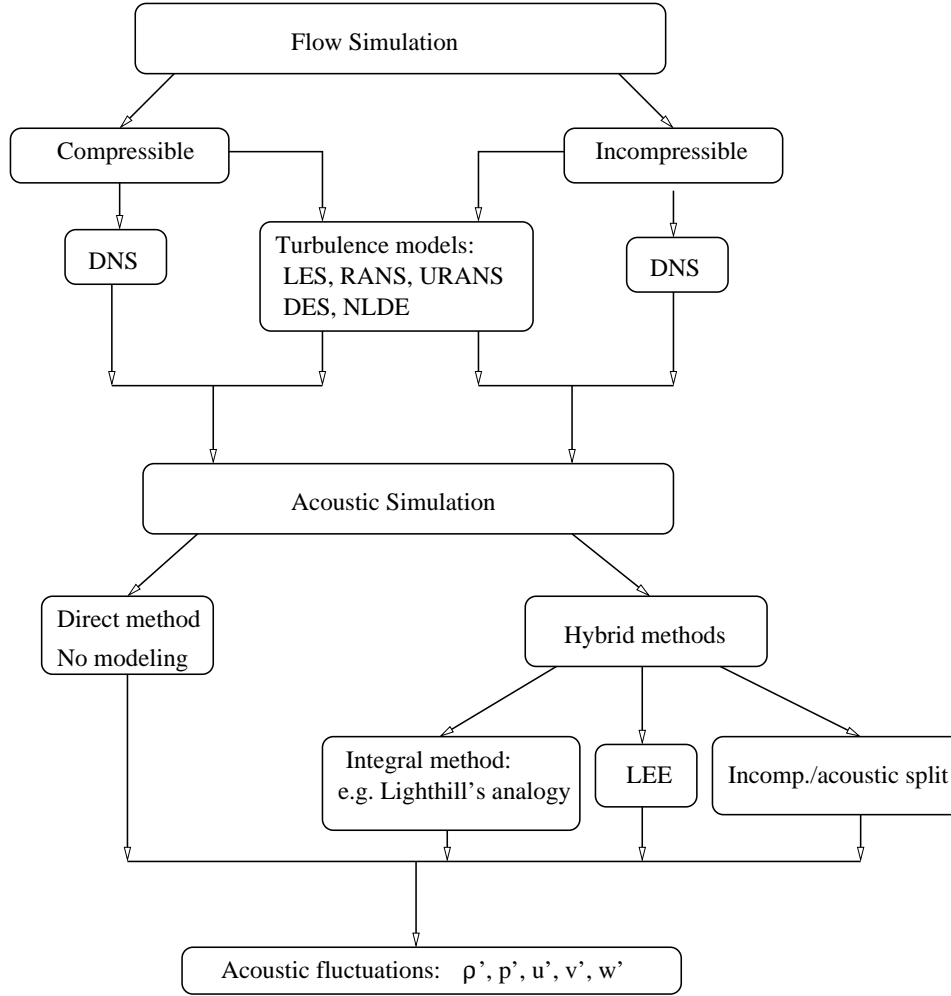 Flow Simulation
Compressible
Incompressible
DNS
Turbulence models:
LES, RANS, URANS
DES, NLDE
DNS
Acoustic Simulation
Direct method
No modeling
Hybrid methods
Integral method:
e.g. Lighthill’s analogy
LEE
Incomp./acoustic split
Acoustic fluctuations: ρ’, p’, u’, v’, w’